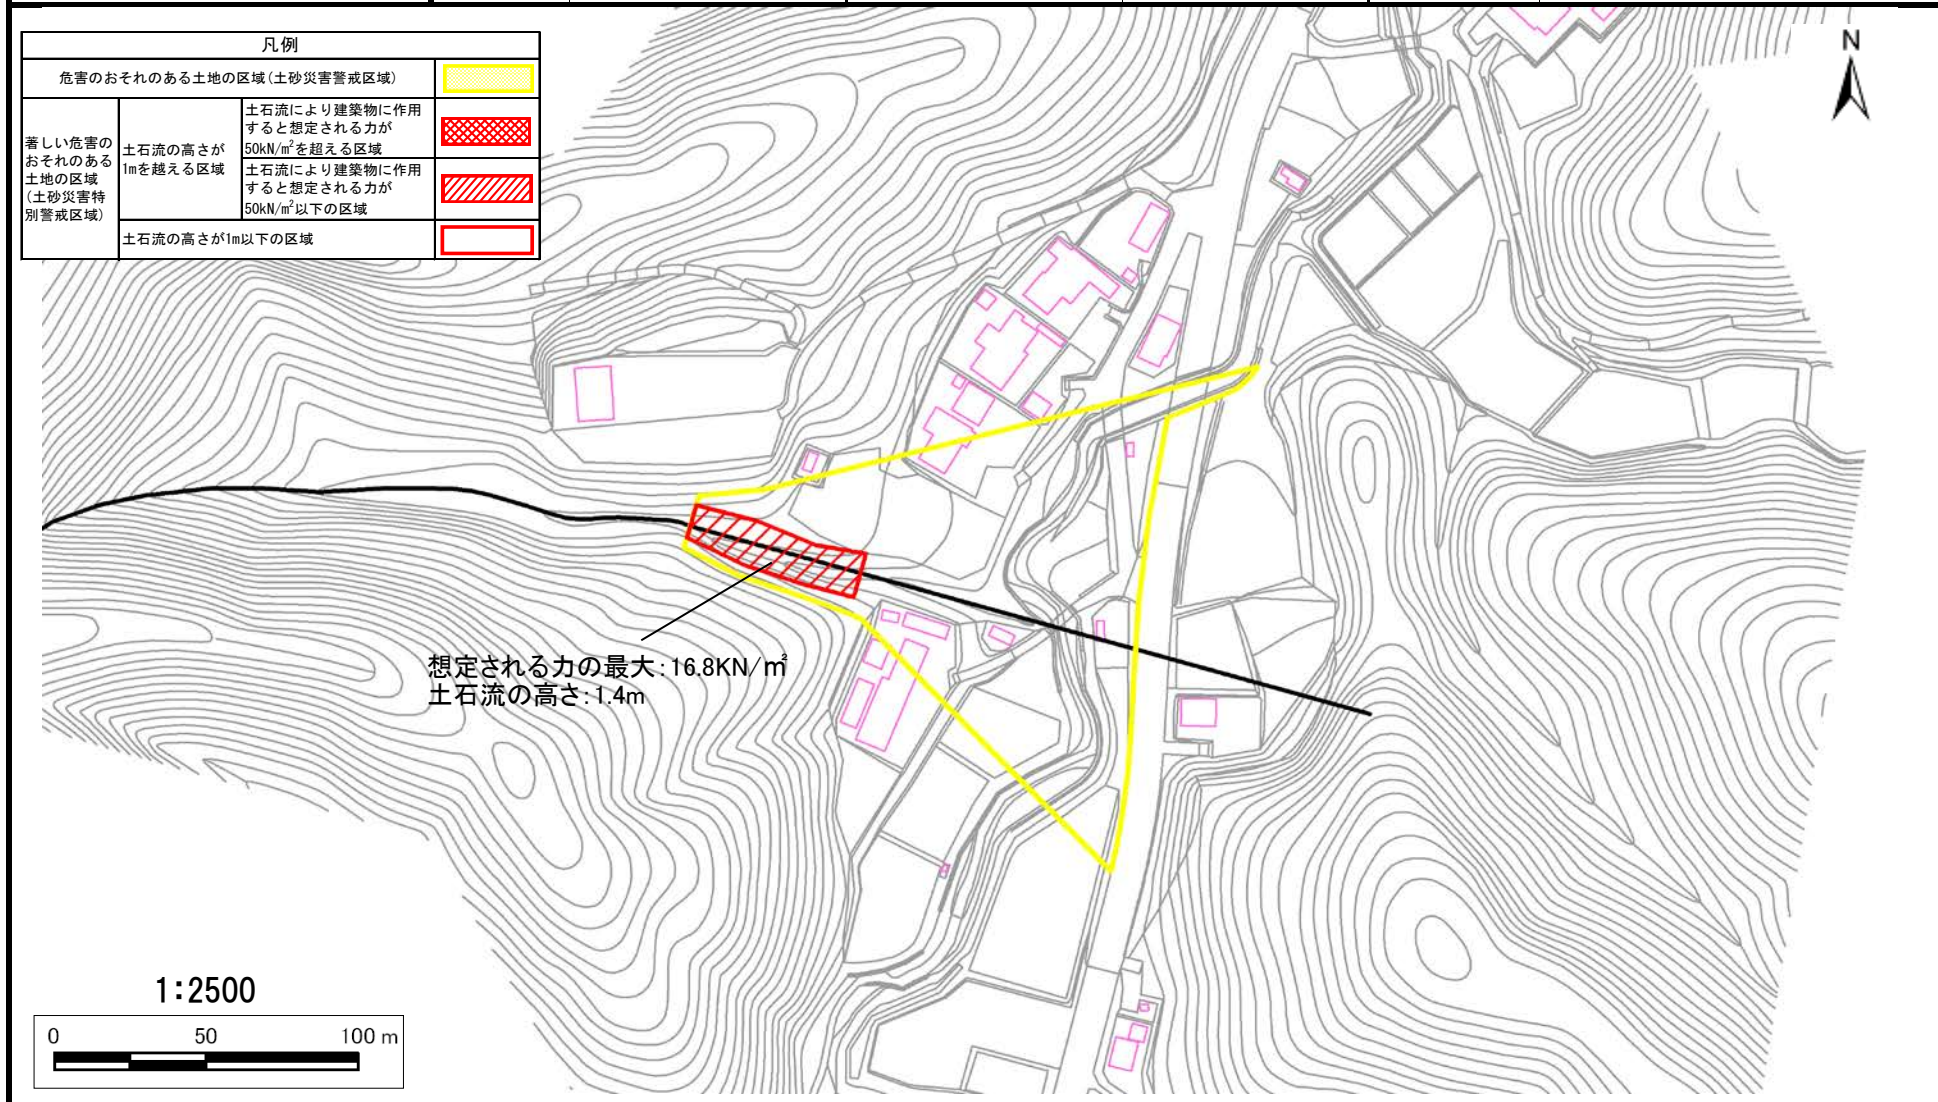 凡例
危害のおそれのある土地の区域(土砂災害警戒区域)
著しい危害の
おそれのある
土地の区域
(土砂災害特
別警戒区域)
土石流の高さが
1mを越える区域
土石流により建築物に作用
すると想定される力が
50kN/m²を超える区域
土石流により建築物に作用
すると想定される力が
50kN/m²以下の区域
土石流の高さが1m以下の区域
N
想定される力の最大:16.8KN/㎡
土石流の高さ:1.4m
1:2500
0 50 100 m